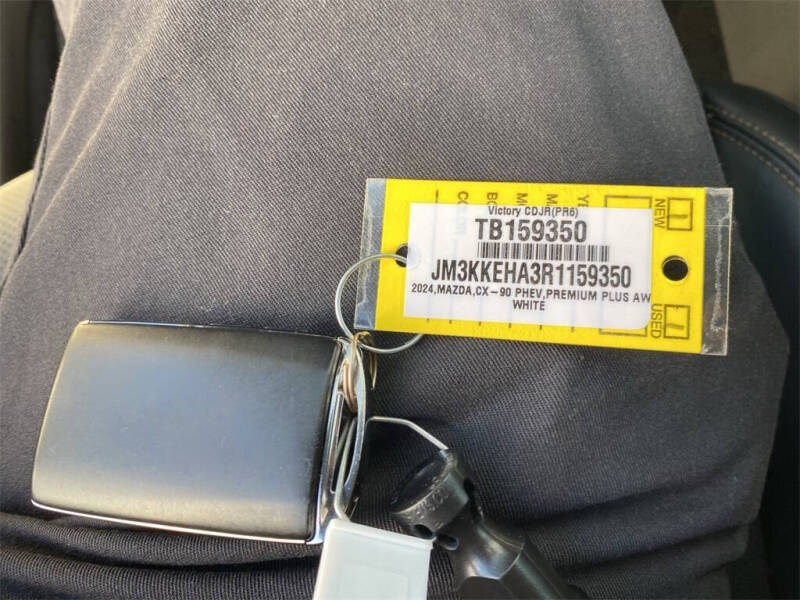 Victory CDJR(PR6)
TB159350
JM3KKEHA3R1159350
2024,MAZDA,CX-90 PHEV,PREMIUM PLUS AW
WHITE
NEW
USED